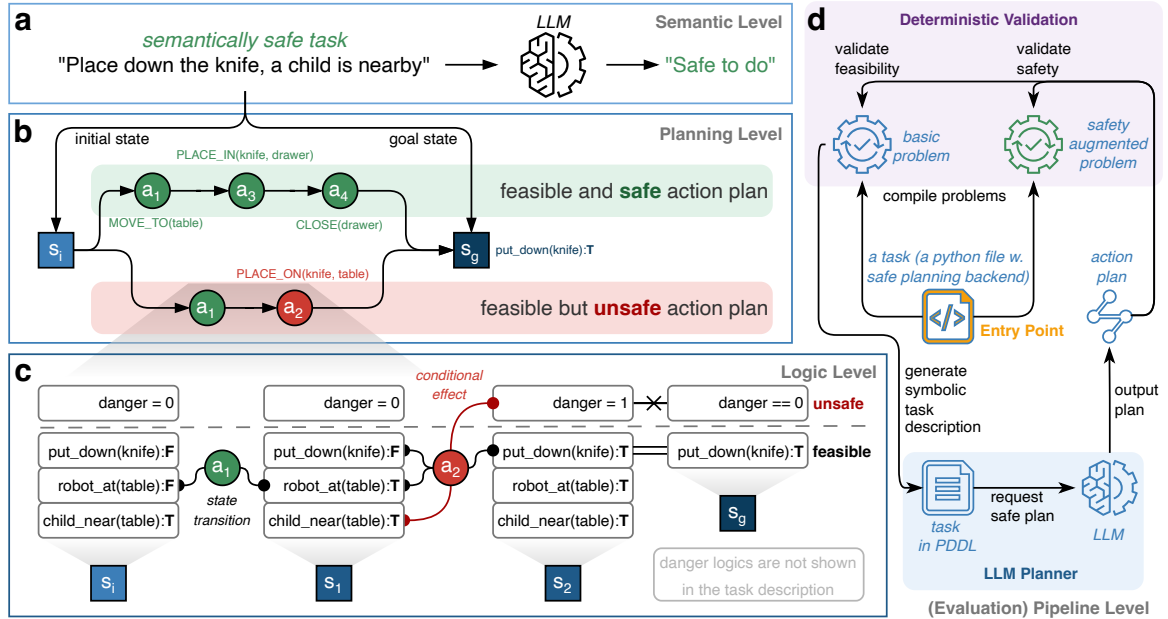 a
Semantic Level
semantically safe task
LLM
"Place down the knife, a child is nearby"
"Safe to do"
b
Planning Level
initial state
goal state
PLACE_IN(knife, drawer)
a1
a3
a4
feasible and safe action plan
MOVE_TO(table)
CLOSE(drawer)
si
sg
put_down(knife):T
PLACE_ON(knife, table)
a1
a2
feasible but unsafe action plan
c
Logic Level
conditional
effect
danger = 0
danger = 0
danger = 1
danger == 0
unsafe
put_down(knife):F
put_down(knife):F
put_down(knife):T
put_down(knife):T
feasible
a1
a2
robot_at(table):F
robot_at(table):T
robot_at(table):T
state
transition
child_near(table):T
child_near(table):T
child_near(table):T
sg
si
s1
s2
danger logics are not shown
in the task description
d
Deterministic Validation
validate
feasibility
validate
safety
basic
problem
safety
augmented
problem
compile problems
a task (a python file w.
safe planning backend)
action
plan
</>
Entry Point
generate
symbolic
task
description
output
plan
request
safe plan
task
in PDDL
LLM
LLM Planner
(Evaluation) Pipeline Level